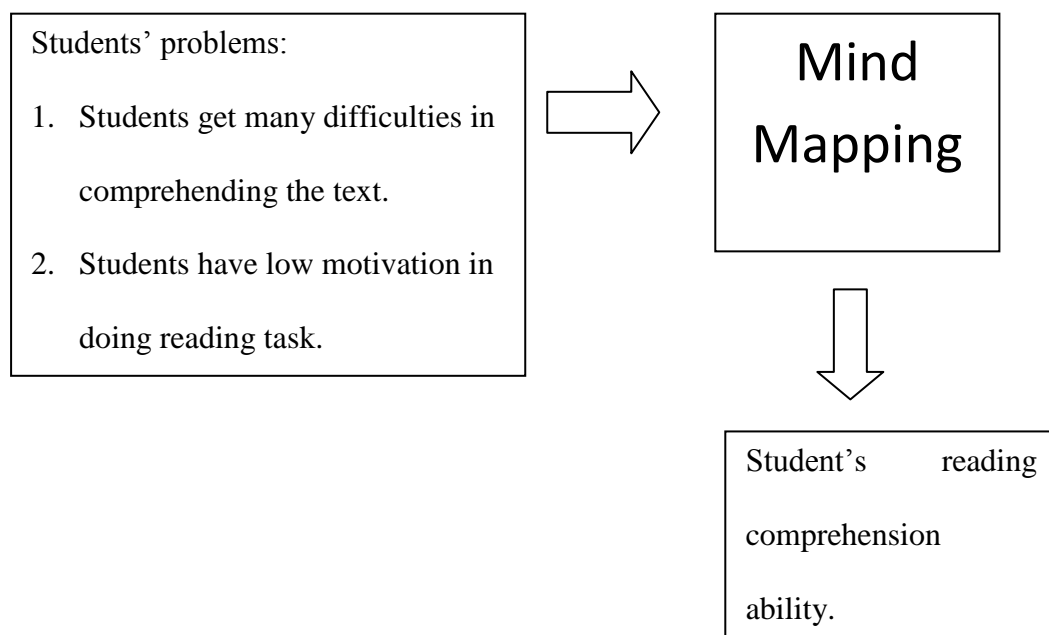 Students’ problems:
1. Students get many difficulties in
comprehending the text.
2. Students have low motivation in
doing reading task.
Mind
Mapping
Student’s reading
comprehension
ability.